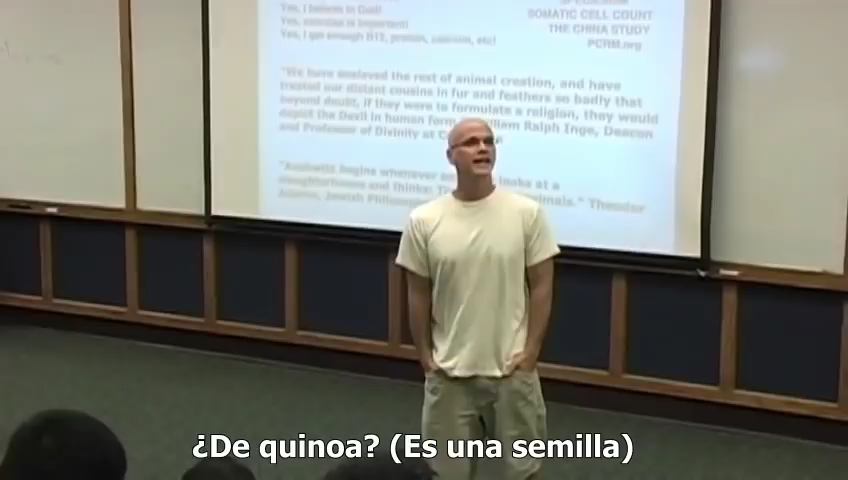 Yes, I believe in God!
Yes, exercise is important!
Yes, I get enough B12, protein, calcium, etc!
SOMATIC CELL COUNT
THE CHINA STUDY
PCRM.org
"We have enslaved the rest of animal creation, and have
treated our distant cousins in fur and feathers so badly that
beyond doubt, if they were to formulate a religion, they would
depict the Devil in human form William Ralph Inge, Deacon
and Professor of Divinity at
"Auschwitz begins whenever looks at a
slaughterhouse and thinks: animals." Theodor
Adorno, Jewish
¿De quinoa? (Es una semilla)